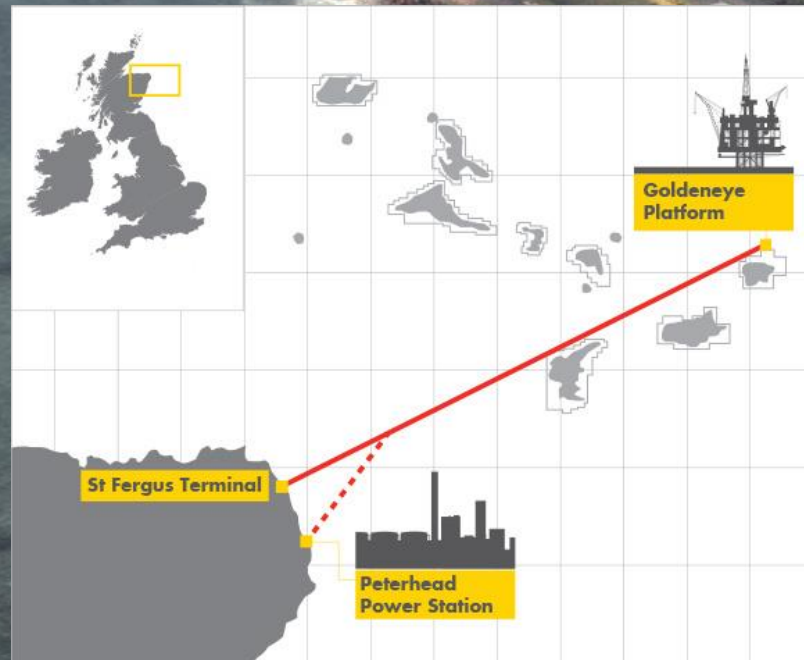 Goldeneye
Platform
St Fergus Terminal
Peterhead
Power Station